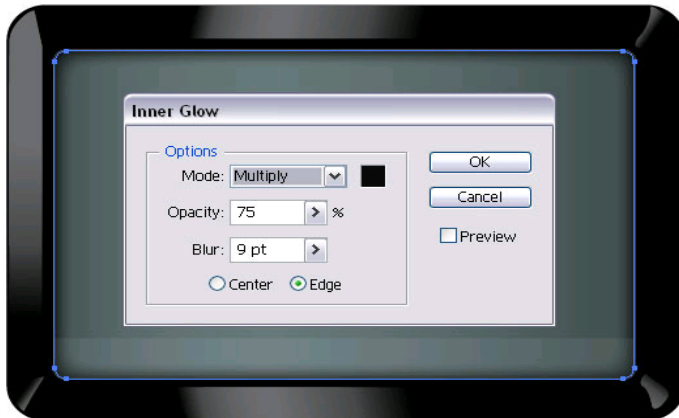 Inner Glow
Options
Mode: Multiply
OK
Opacity: 75 %
Cancel
Preview
Blur: 9 pt
Center Edge